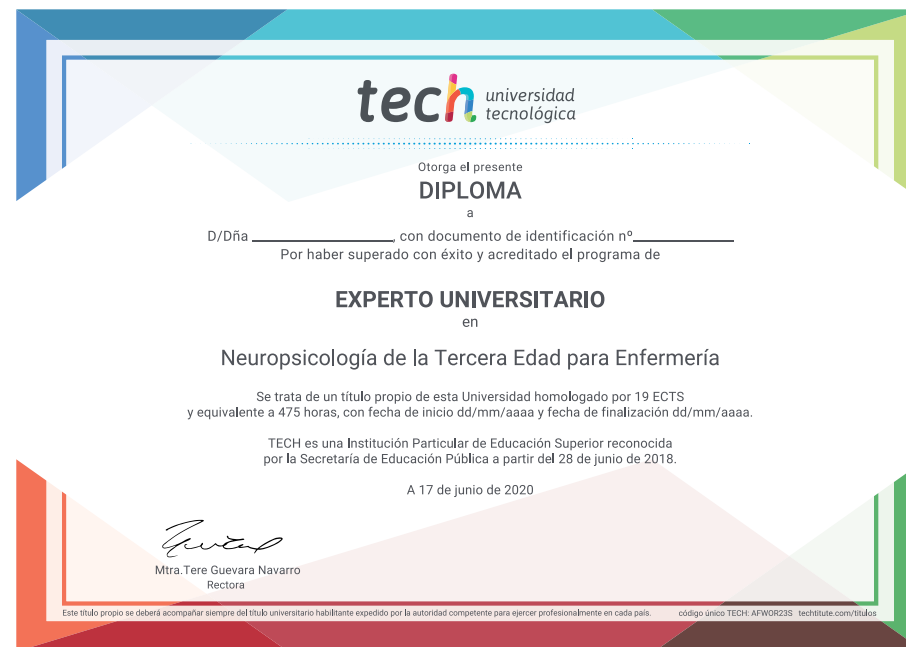 tech universidad
tecnológica
Otorga el presente
DIPLOMA
a
D/Dña ________________, con documento de identificación nº____________
Por haber superado con éxito y acreditado el programa de
EXPERTO UNIVERSITARIO
en
Neuropsicología de la Tercera Edad para Enfermería
Se trata de un título propio de esta Universidad homologado por 19 ECTS
y equivalente a 475 horas, con fecha de inicio dd/mm/aaaa y fecha de finalización dd/mm/aaaa.
TECH es una Institución Particular de Educación Superior reconocida
por la Secretaría de Educación Pública a partir del 28 de junio de 2018.
A 17 de junio de 2020
Mtra.Tere Guevara Navarro
Rectora
Este título propio se deberá acompañar siempre del título universitario habilitante expedido por la autoridad competente para ejercer profesionalmente en cada país. código único TECH: AFWOR23S techtitute.com/titulos